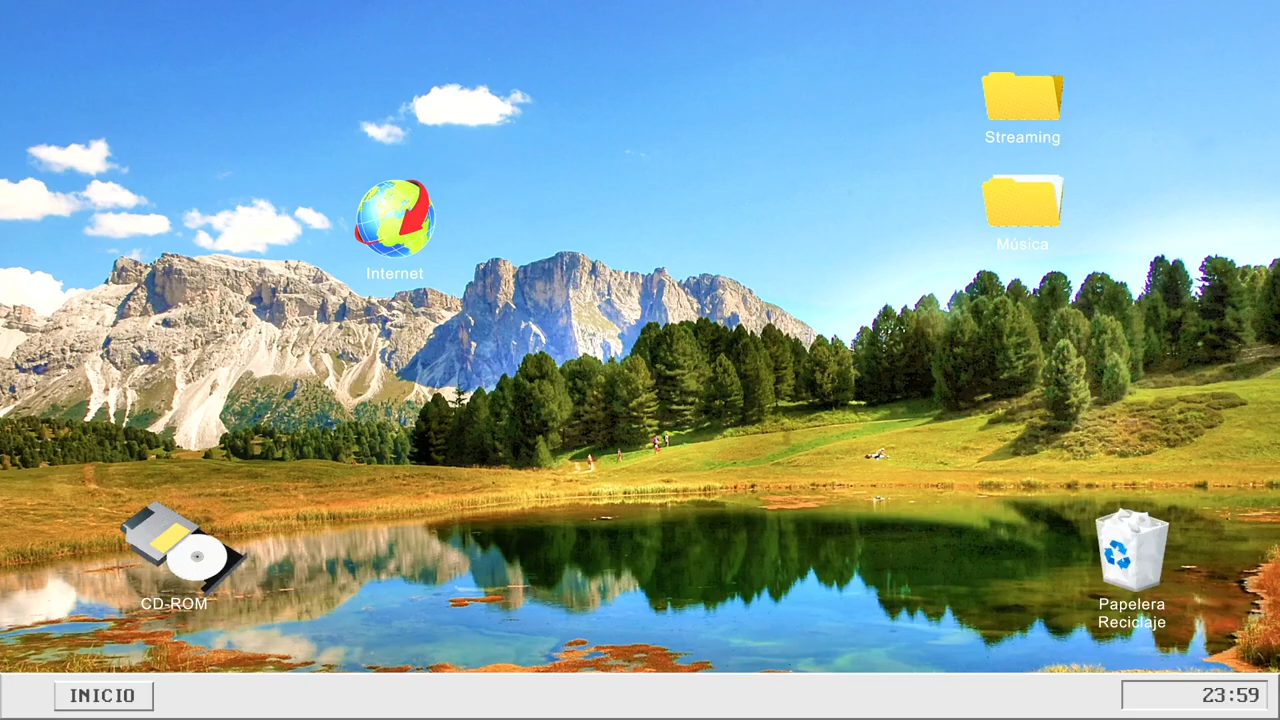 Streaming
Música
Internet
CD-ROM
Papelera
Reciclaje
INICIO
23:59